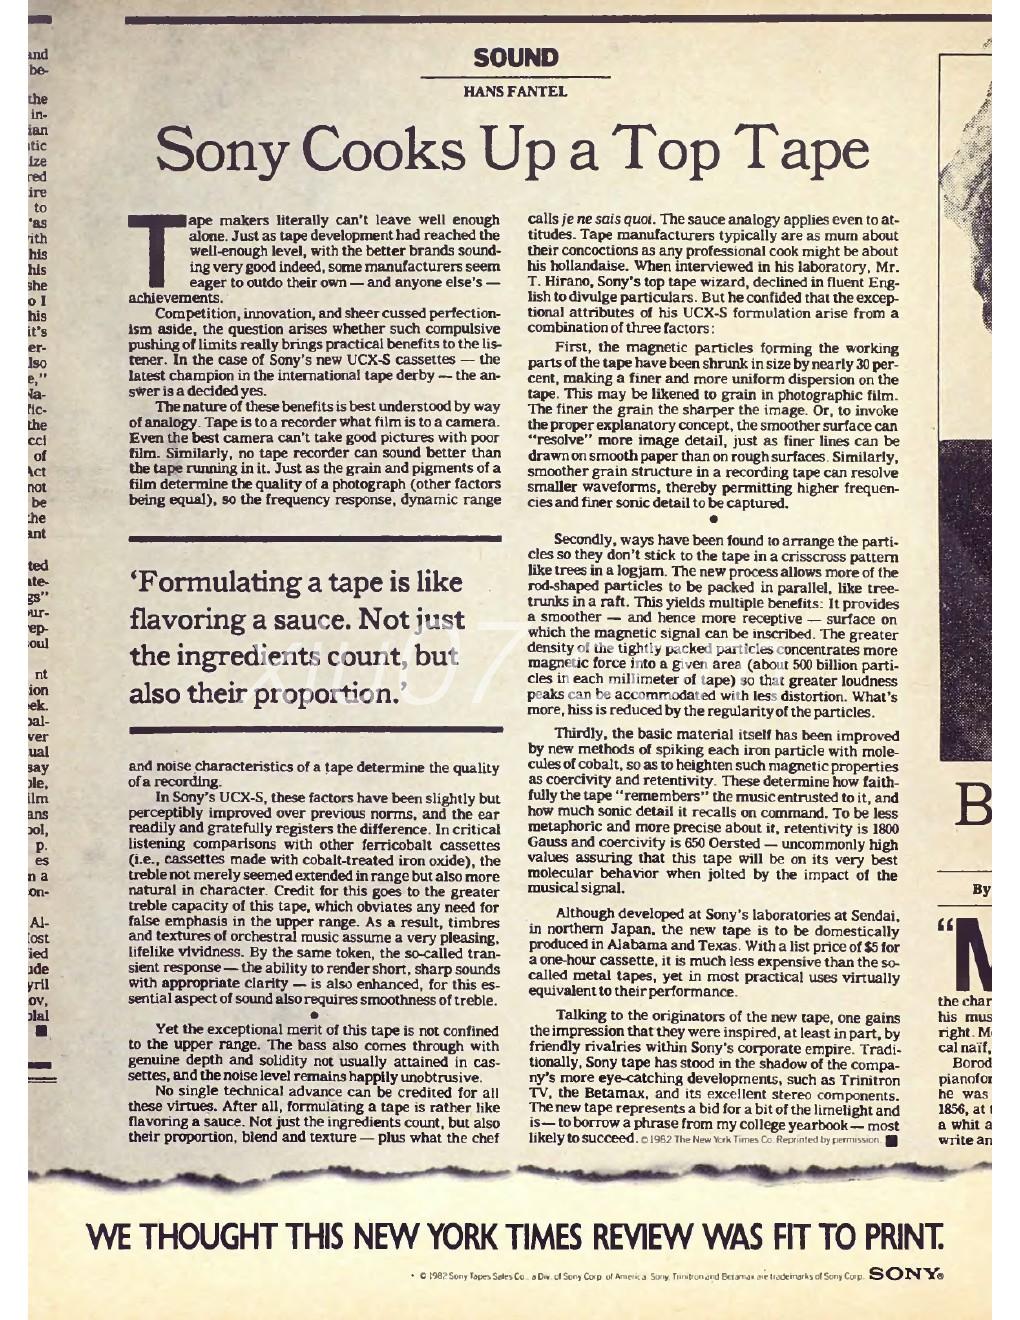 SOUND
HANS FANTEL
Sony Cooks Up a Top Tape
Tape makers literally can't leave well enough
alone. Just as tape development had reached the
well-enough level, with the better brands sound-
ing very good indeed, some manufacturers seem
eager to outdo their own — and anyone else's —
achievements.
Competition, innovation, and sheer cussed perfection-
ism aside, the question arises whether such compulsive
pushing of limits really brings practical benefits to the lis-
tener. In the case of Sony's new UCX-S cassettes — the
latest champion in the international tape derby — the an-
swer is a decided yes.
The nature of these benefits is best understood by way
of analogy. Tape is to a recorder what film is to a camera.
Even the best camera can't take good pictures with poor
film. Similarly, no tape recorder can sound better than
the tape running in it. Just as the grain and pigments of a
film determine the quality of a photograph (other factors
being equal), so the frequency response, dynamic range
'Formulating a tape is like
flavoring a sauce. Not just
the ingredients count, but
also their proportion.'
and noise characteristics of a tape determine the quality
of a recording.
In Sony's UCX-S, these factors have been slightly but
perceptibly improved over previous norms, and the ear
readily and gratefully registers the difference. In critical
listening comparisons with other ferricobalt cassettes
(i.e., cassettes made with cobalt-treated iron oxide), the
treble not merely seemed extended in range but also more
natural in character. Credit for this goes to the greater
treble capacity of this tape, which obviates any need for
false emphasis in the upper range. As a result, timbres
and textures of orchestral music assume a very pleasing,
lifelike vividness. By the same token, the so-called tran-
sient response — the ability to render short, sharp sounds
with appropriate clarity — is also enhanced, for this es-
sential aspect of sound also requires smoothness of treble.
●
Yet the exceptional merit of this tape is not confined
to the upper range. The bass also comes through with
genuine depth and solidity not usually attained in cas-
settes, and the noise level remains happily unobtrusive.
No single technical advance can be credited for all
these virtues. After all, formulating a tape is rather like
flavoring a sauce. Not just the ingredients count, but also
their proportion, blend and texture — plus what the chef
calls je ne sais quoi. The sauce analogy applies even to at-
titudes. Tape manufacturers typically are as mum about
their concoctions as any professional cook might be about
his hollandaise. When interviewed in his laboratory, Mr.
T. Hirano, Sony's top tape wizard, declined in fluent Eng-
lish to divulge particulars. But he confided that the excep-
tional attributes of his UCX-S formulation arise from a
combination of three factors:
First, the magnetic particles forming the working
parts of the tape have been shrunk in size by nearly 30 per-
cent, making a finer and more uniform dispersion on the
tape. This may be likened to grain in photographic film.
The finer the grain the sharper the image. Or, to invoke
the proper explanatory concept, the smoother surface can
"resolve" more image detail, just as finer lines can be
drawn on smooth paper than on rough surfaces. Similarly,
smoother grain structure in a recording tape can resolve
smaller waveforms, thereby permitting higher frequen-
cies and finer sonic detail to be captured.
●
Secondly, ways have been found to arrange the parti-
cles so they don't stick to the tape in a crisscross pattern
like trees in a logjam. The new process allows more of the
rod-shaped particles to be packed in parallel, like tree-
trunks in a raft. This yields multiple benefits: It provides
a smoother — and hence more receptive — surface on
which the magnetic signal can be inscribed. The greater
density of the tightly packed particles concentrates more
magnetic force into a given area (about 500 billion parti-
cles in each millimeter of tape) so that greater loudness
peaks can be accommodated with less distortion. What's
more, hiss is reduced by the regularity of the particles.
Thirdly, the basic material itself has been improved
by new methods of spiking each iron particle with mole-
cules of cobalt, so as to heighten such magnetic properties
as coercivity and retentivity. These determine how faith-
fully the tape "remembers" the music entrusted to it, and
how much sonic detail it recalls on command. To be less
metaphoric and more precise about it, retentivity is 1800
Gauss and coercivity is 650 Oersted — uncommonly high
values assuring that this tape will be on its very best
molecular behavior when jolted by the impact of the
musical signal.
Although developed at Sony's laboratories at Sendai,
in northern Japan, the new tape is to be domestically
produced in Alabama and Texas. With a list price of $5 for
a one-hour cassette, it is much less expensive than the so-
called metal tapes, yet in most practical uses virtually
equivalent to their performance.
Talking to the originators of the new tape, one gains
the impression that they were inspired, at least in part, by
friendly rivalries within Sony's corporate empire. Tradi-
tionally, Sony tape has stood in the shadow of the compa-
ny's more eye-catching developments, such as Trinitron
TV, the Betamax, and its excellent stereo components.
The new tape represents a bid for a bit of the limelight and
is — to borrow a phrase from my college yearbook — most
likely to succeed. © 1982 The New York Times Co. Reprinted by permission. ■
B
By
"M
the char
his mus
right. M
cal naif,
Borod
pianofor
he was
1856, at t
a whit a
write an
WE THOUGHT THIS NEW YORK TIMES REVIEW WAS FIT TO PRINT.
• © 1982 Sony Tapes Sales Co., a Div. of Sony Corp. of America. Sony, Trinitron and Betamax are trademarks of Sony Corp. SONY®